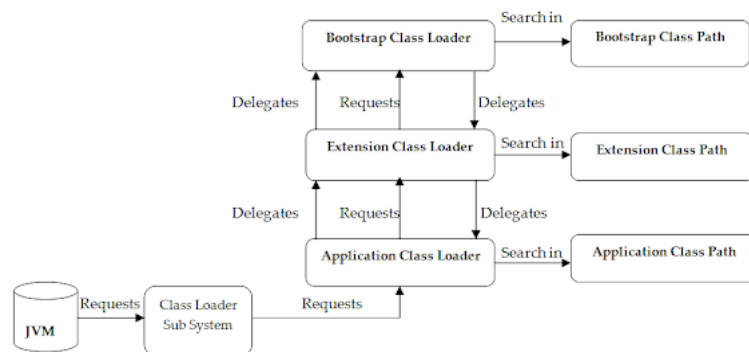 Search in
Bootstrap Class Loader
Bootstrap Class Path
Delegates
Requests
Delegates
Search in
Extension Class Loader
Extension Class Path
Delegates
Requests
Delegates
Application Class Loader
Search in
Application Class Path
Requests
Class Loader
Sub System
Requests
JVM